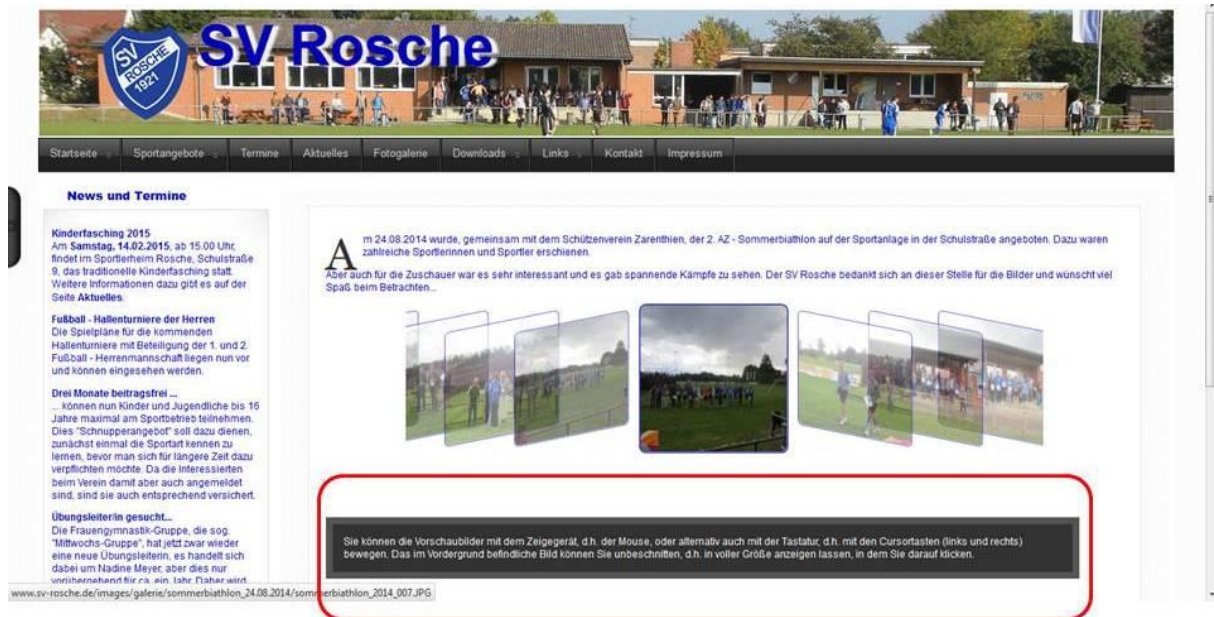 SV Rosche
SV
ROSCHE
1921
Startseite
Sportangebote
Termine
Aktuelles
Fotogalerie
Downloads
Links
Kontakt
Impressum
News und Termine
Kinderfasching 2015
Am Samstag, 14.02.2015, ab 15.00 Uhr,
findet im Sportlerheim Rosche, Schulstraße
9, das traditionelle Kinderfasching statt.
Weitere Informationen dazu gibt es auf der
Seite Aktuelles.
Fußball - Hallenturniere der Herren
Die Spielpläne für die kommenden
Hallenturniere mit Beteiligung der 1. und 2.
Fußball - Herrenmannschaft liegen nun vor
und können eingesehen werden.
Drei Monate beitragsfrei ...
... können nun Kinder und Jugendliche bis 16
Jahre maximal am Sportbetrieb teilnehmen.
Dies "Schnupperangebot" soll dazu dienen,
zunächst einmal die Sportart kennen zu
lernen, bevor man sich für längere Zeit dazu
verpflichten möchte. Da die Interessierten
beim Verein damit aber auch angemeldet
sind, sind sie auch entsprechend versichert.
Übungsleiter/in gesucht...
Die Frauengymnastik-Gruppe, die sog.
"Mittwochs-Gruppe", hat jetzt zwar wieder
eine neue Übungsleiterin, es handelt sich
dabei um Nadine Meyer, aber dies nur
vorübergehend für ca. ein Jahr. Daher wird
Am 24.08.2014 wurde, gemeinsam mit dem Schützenverein Zarenthien, der 2. AZ - Sommerbiathlon auf der Sportanlage in der Schulstraße angeboten. Dazu waren
zahlreiche Sportlerinnen und Sportler erschienen.
Aber auch für die Zuschauer war es sehr interessant und es gab spannende Kämpfe zu sehen. Der SV Rosche bedankt sich an dieser Stelle für die Bilder und wünscht viel
Spaß beim Betrachten...
Sie können die Vorschaubilder mit dem Zeigegerät, d.h. der Mouse, oder alternativ auch mit der Tastatur, d.h. mit den Cursortasten (links und rechts)
bewegen. Das im Vordergrund befindliche Bild können Sie unbeschnitten, d.h. in voller Größe anzeigen lassen, in dem Sie darauf klicken.
www.sv-rosche.de/images/galerie/sommerbiathlon_24.08.2014/sommerbiathlon_2014_007.JPG